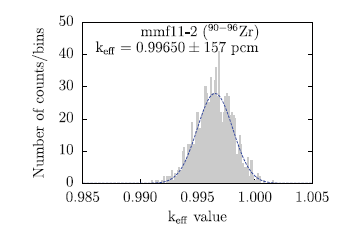 mmf11-2 (⁹⁰⁻⁹⁶Zr)
k_eff = 0.99650 ± 157 pcm
Number of counts/bins
50
40
30
20
10
0
0.985 0.990 0.995 1.000 1.005
k_eff value